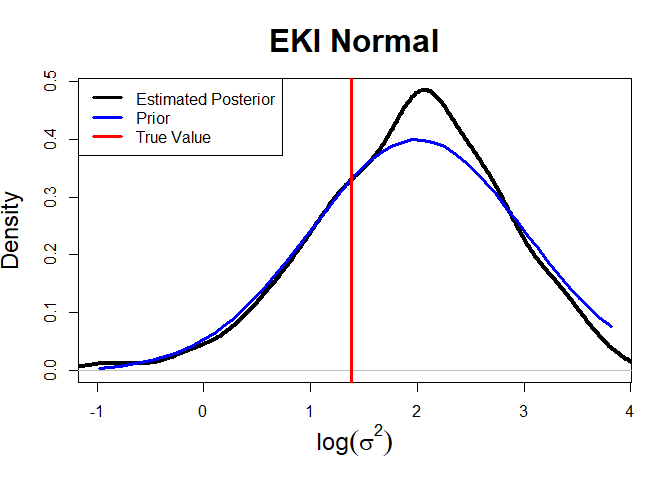 EKI Normal
Estimated Posterior
Prior
True Value
Density
0.5
0.4
0.3
0.2
0.1
0.0
-1 0 1 2 3 4
log(σ²)